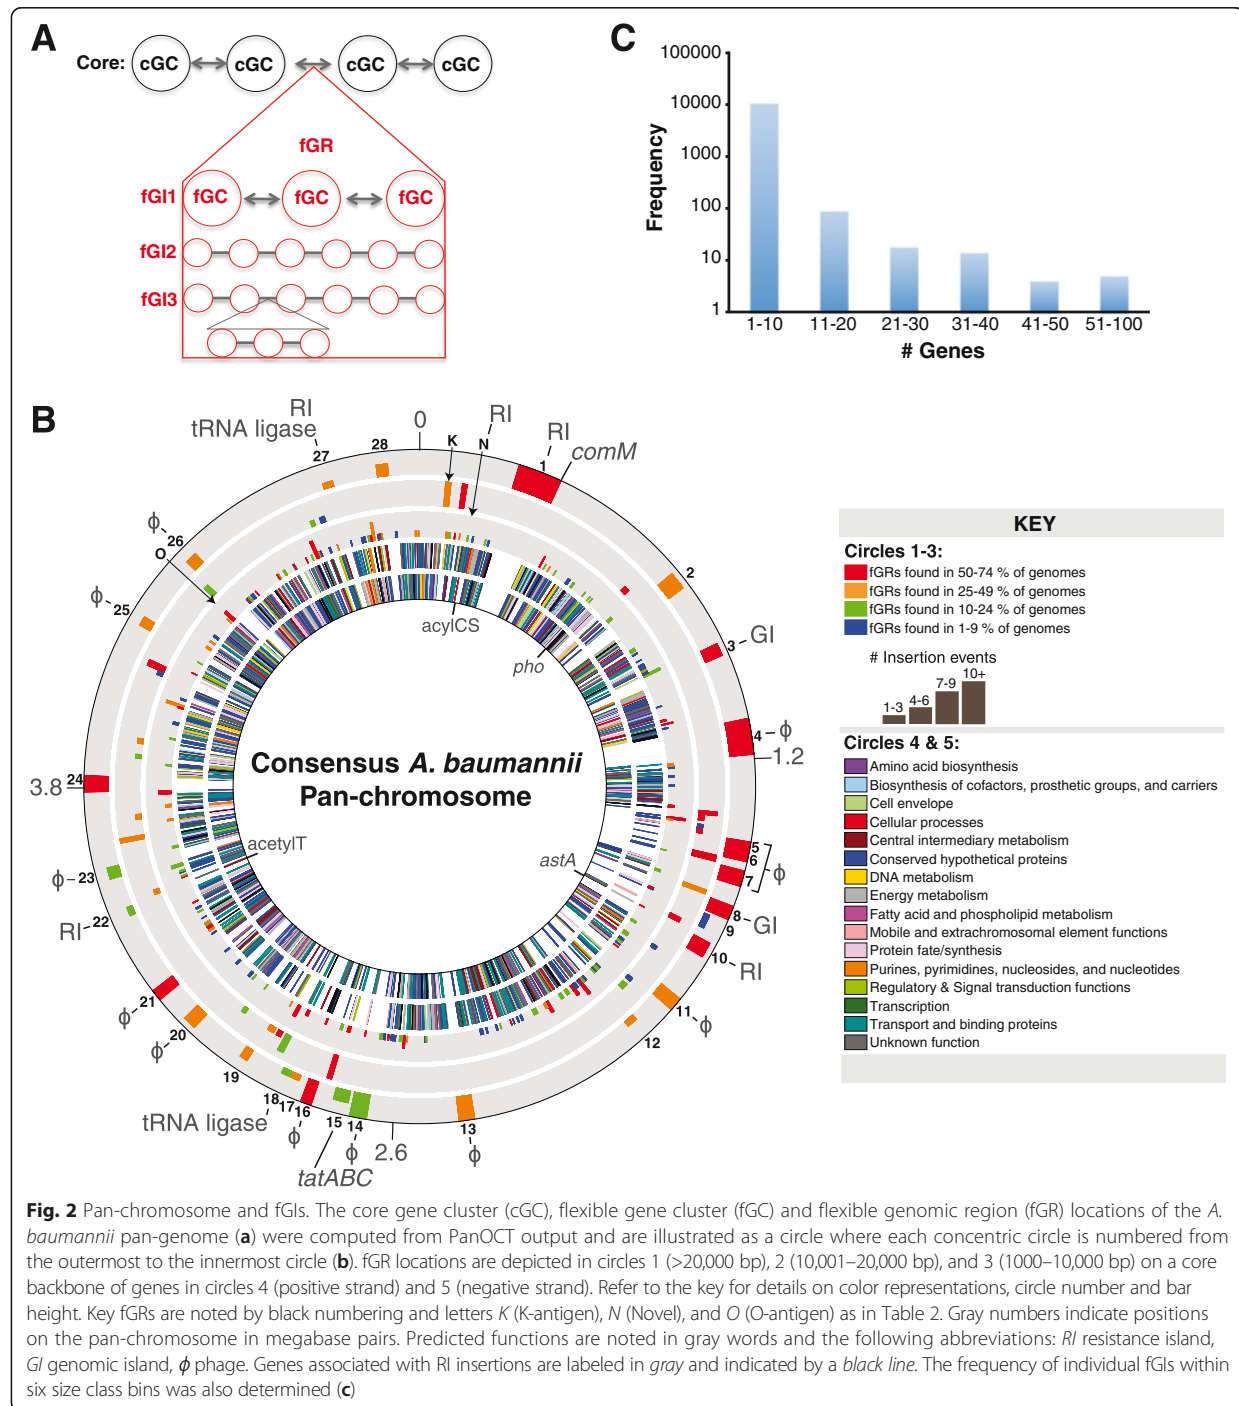 A
Core:
cGC
cGC
cGC
cGC
fGR
fGI1
fGC
fGC
fGC
fGI2
fGI3
C
100000
10000
1000
100
10
1
Frequency
1-10
11-20
21-30
31-40
41-50
51-100
# Genes
B
RI
tRNA ligase
27
28
0
K
N
RI
RI
1
comM
2
3
GI
4
ϕ
1.2
5
6
7
ϕ
8
GI
9
10
RI
11
ϕ
12
13
ϕ
2.6
14
ϕ
15
tatABC
16
ϕ
17
18
tRNA ligase
19
20
ϕ
21
ϕ
22
RI
23
ϕ
24
3.8
25
ϕ
26
ϕ
O
acylCS
pho
astA
acetylT
Consensus A. baumannii
Pan-chromosome
KEY
Circles 1-3:
fGRs found in 50-74 % of genomes
fGRs found in 25-49 % of genomes
fGRs found in 10-24 % of genomes
fGRs found in 1-9 % of genomes
# Insertion events
1-3
4-6
7-9
10+
Circles 4 & 5:
Amino acid biosynthesis
Biosynthesis of cofactors, prosthetic groups, and carriers
Cell envelope
Cellular processes
Central intermediary metabolism
Conserved hypothetical proteins
DNA metabolism
Energy metabolism
Fatty acid and phospholipid metabolism
Mobile and extrachromosomal element functions
Protein fate/synthesis
Purines, pyrimidines, nucleosides, and nucleotides
Regulatory & Signal transduction functions
Transcription
Transport and binding proteins
Unknown function
Fig. 2 Pan-chromosome and fGIs. The core gene cluster (cGC), flexible gene cluster (fGC) and flexible genomic region (fGR) locations of the A.
baumannii pan-genome (a) were computed from PanOCT output and are illustrated as a circle where each concentric circle is numbered from
the outermost to the innermost circle (b). fGR locations are depicted in circles 1 (>20,000 bp), 2 (10,001–20,000 bp), and 3 (1000–10,000 bp) on a core
backbone of genes in circles 4 (positive strand) and 5 (negative strand). Refer to the key for details on color representations, circle number and bar
height. Key fGRs are noted by black numbering and letters K (K-antigen), N (Novel), and O (O-antigen) as in Table 2. Gray numbers indicate positions
on the pan-chromosome in megabase pairs. Predicted functions are noted in gray words and the following abbreviations: RI resistance island,
GI genomic island, ϕ phage. Genes associated with RI insertions are labeled in gray and indicated by a black line. The frequency of individual fGIs within
six size class bins was also determined (c)